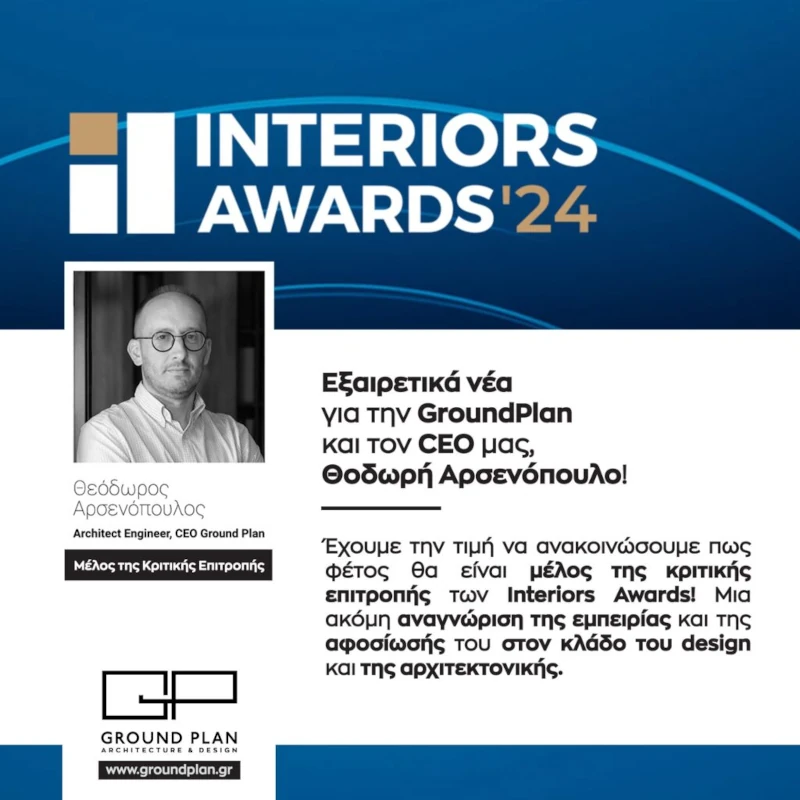 INTERIORS
AWARDS'24
Θεόδωρος
Αρσενόπουλος
Architect Engineer, CEO Ground Plan
Μέλος της Κριτικής Επιτροπής
Εξαιρετικά νέα
για την GroundPlan
και τον CEO μας,
Θοδωρή Αρσενόπουλο!
Έχουμε την τιμή να ανακοινώσουμε πως
φέτος θα είναι μέλος της κριτικής
επιτροπής των Interiors Awards! Μια
ακόμη αναγνώριση της εμπειρίας και της
αφοσίωσής του στον κλάδο του design
και της αρχιτεκτονικής.
GP
GROUND PLAN
ARCHITECTURE & DESIGN
www.groundplan.gr